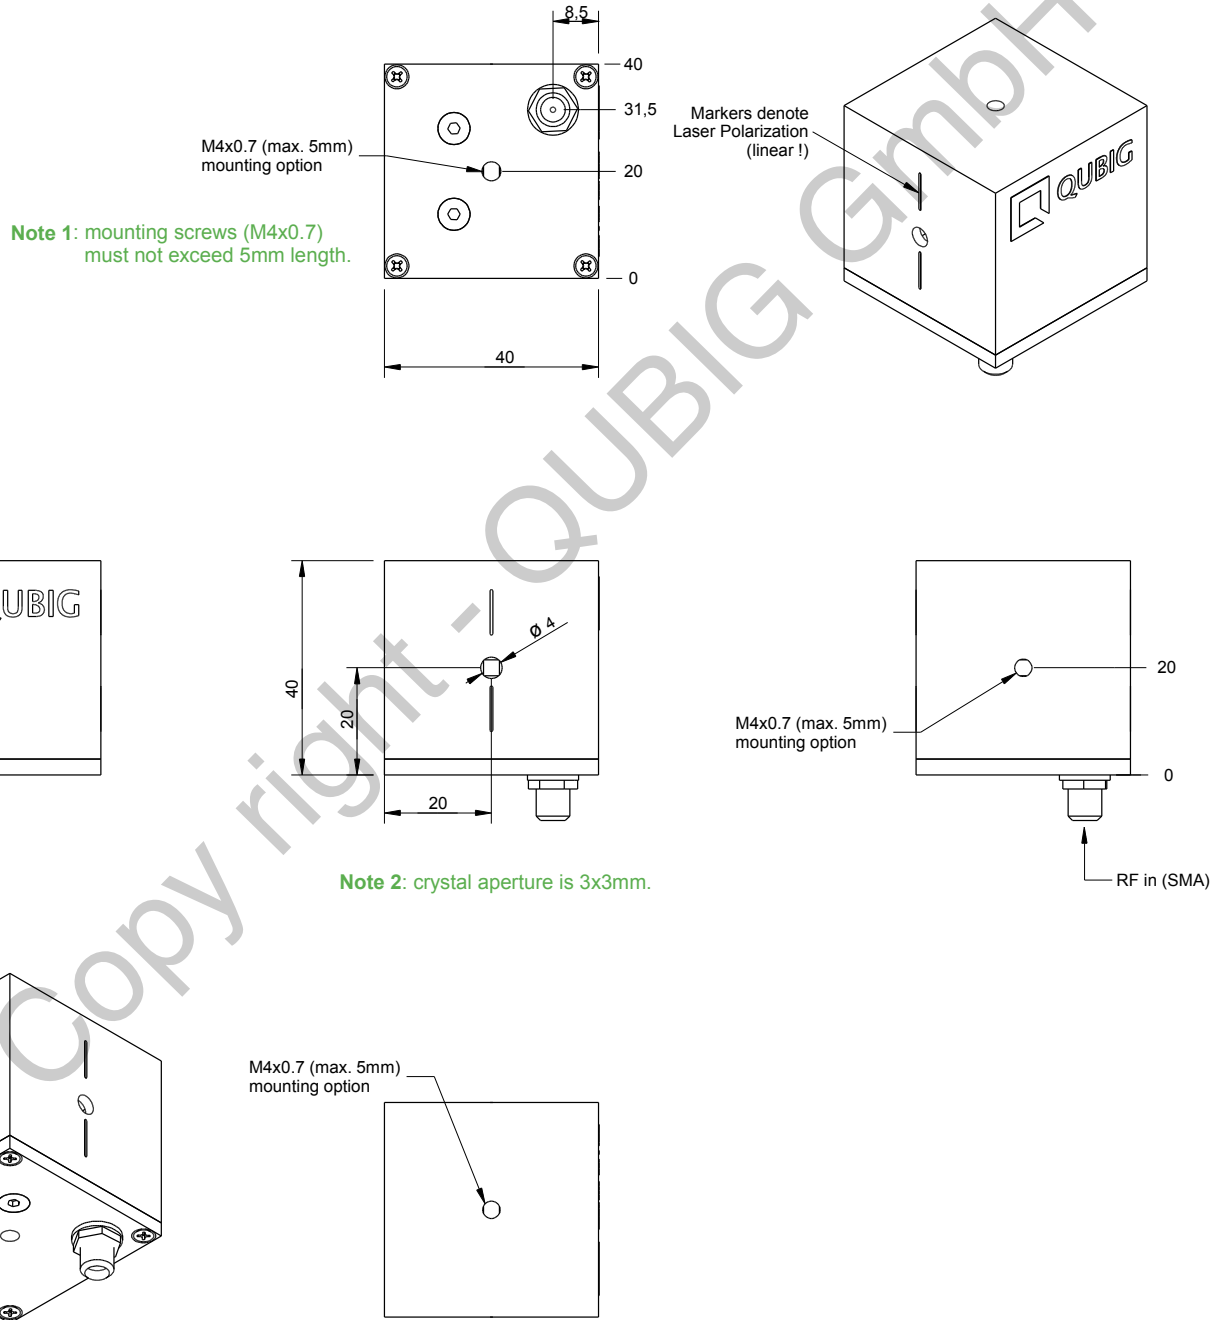 8,5
40
31,5
20
0
40
M4x0.7 (max. 5mm)
mounting option
Note 1: mounting screws (M4x0.7)
must not exceed 5mm length.
Markers denote
Laser Polarization
(linear !)
QUBIG
UBIG
40
20
20
Ø 4
Note 2: crystal aperture is 3x3mm.
M4x0.7 (max. 5mm)
mounting option
20
0
RF in (SMA)
M4x0.7 (max. 5mm)
mounting option
Copy right - QUBIG GmbH